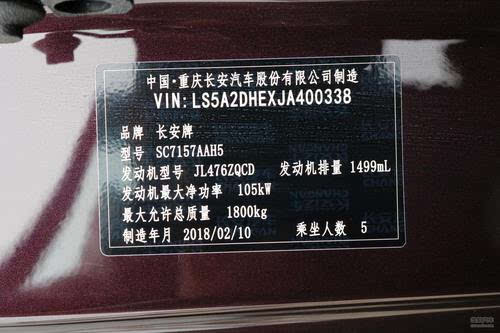 中国·重庆长安汽车股份有限公司制造
VIN:LS5A2DHEXJA400338
品牌 长安牌
型号 SC7157AAH5
发动机型号 JL476ZQCD 发动机排量 1499mL
发动机最大净功率 105kW
最大允许总质量 1800kg
制造年月 2018/02/10 乘坐人数 5